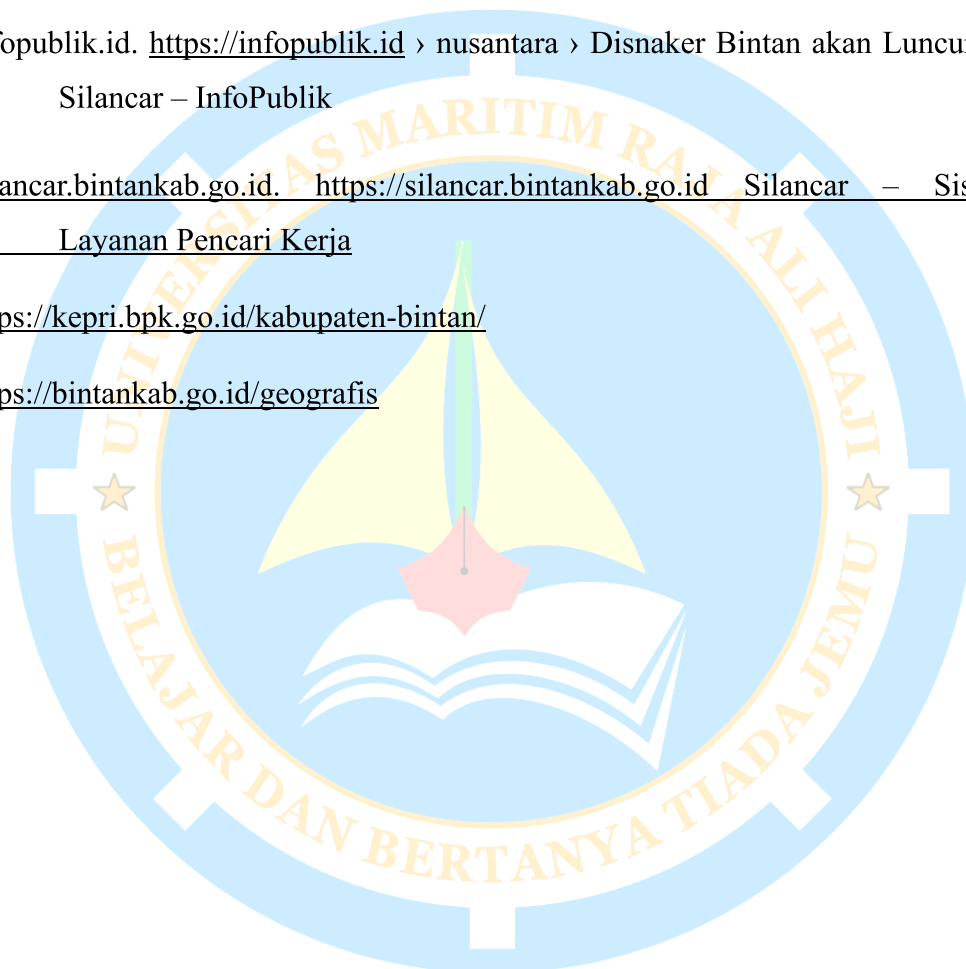 fopublik.id. https://infopublik.id › nusantara › Disnaker Bintan akan Luncu
Silancar – InfoPublik
ancar.bintankab.go.id. https://silancar.bintankab.go.id Silancar – Sis
Layanan Pencari Kerja
ps://kepri.bpk.go.id/kabupaten-bintan/
ps://bintankab.go.id/geografis
UNIVERSITAS MARITIM RAJA ALI HAJI
BELAJAR DAN BERTANYA TIADA JEMU